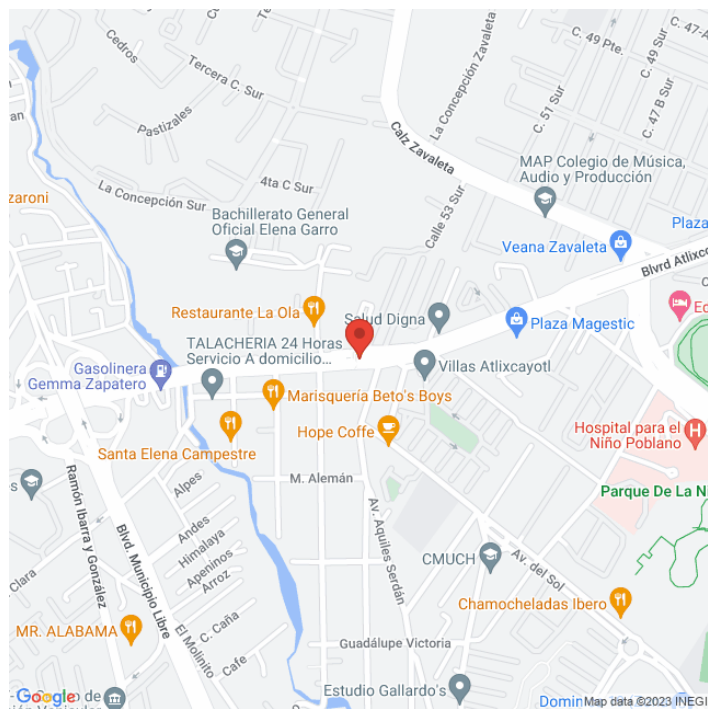 C. 47-A
C. 49 Pte.
C. 49 Sur
C. 47 B Sur
C. 51 Sur
La Concepción Zavaleta
Cedros
Tercera C. Sur
Pastizales
Calz Zavaleta
MAP Colegio de Música,
Audio y Producción
4ta C Sur
La Concepción Sur
zaroni
Calle 53 Sur
Bachillerato General
Oficial Elena Garro
Plaza
Veana Zavaleta
Blvrd Atlixco
Restaurante La Ola
Salud Digna
Plaza Magestic
TALACHERIA 24 Horas
Servicio A domicilio...
Gasolinera
Gemma Zapatero
Villas Atlixcayotl
Marisquería Beto's Boys
Hope Coffe
Hospital para el
Niño Poblano
Santa Elena Campestre
M. Alemán
Alpes
Parque De La N
Ramón Ibarra y González
Blvd. Municipio Libre
Andes
Himalaya
Apeninos
Arroz
Av. Aquiles Serdán
CMUCH
Av. del Sol
Clara
Chamocheladas Ibero
MR. ALABAMA
El Molinito
C. Caña
Cafe
Guadálupe Victoria
Estudio Gallardo's
Google
Domin
Map data ©2023 INEGI